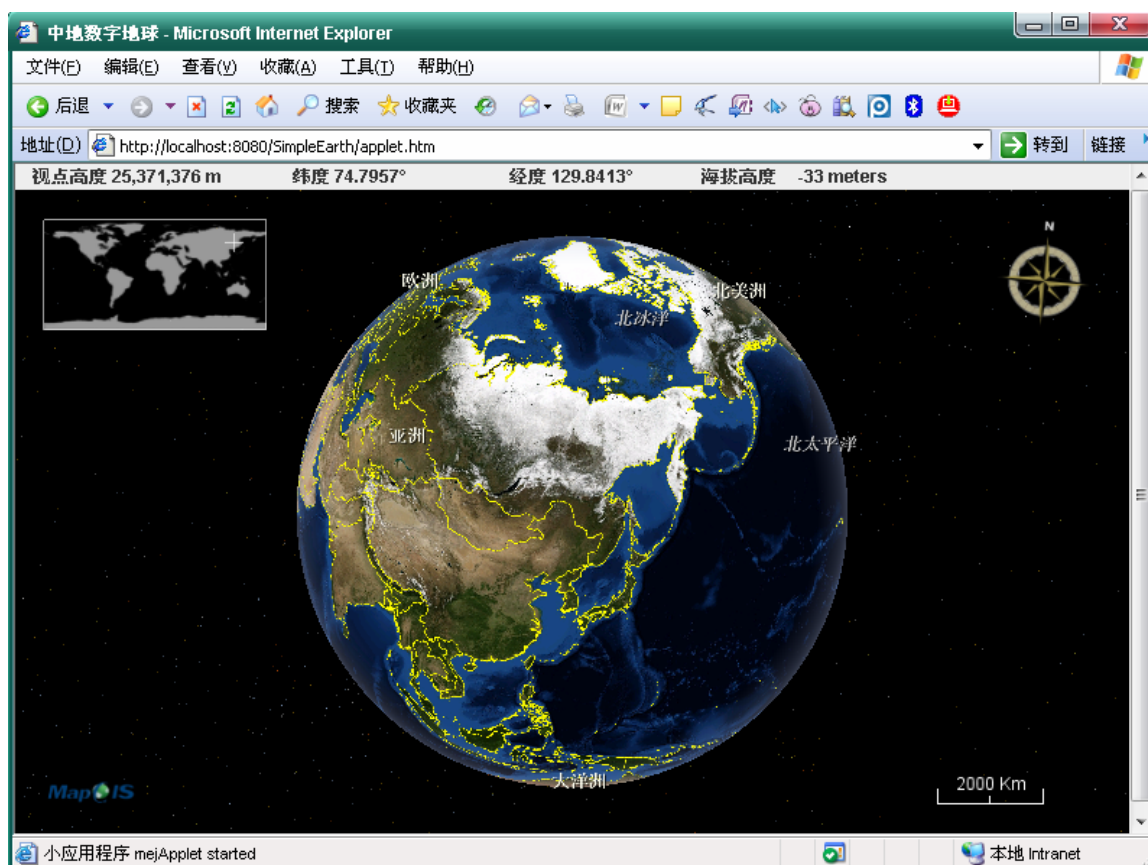 中地数字地球 - Microsoft Internet Explorer
文件(F) 编辑(E) 查看(V) 收藏(A) 工具(T) 帮助(H)
后退 搜索 收藏夹
地址(D) http://localhost:8080/SimpleEarth/applet.htm 转到 链接
视点高度 25,371,376 m 纬度 74.7957° 经度 129.8413° 海拔高度 -33 meters
N
欧洲
北美洲
北冰洋
亚洲
北太平洋
大洋洲
MapGIS
2000 Km
小应用程序 mejApplet started 本地 Intranet